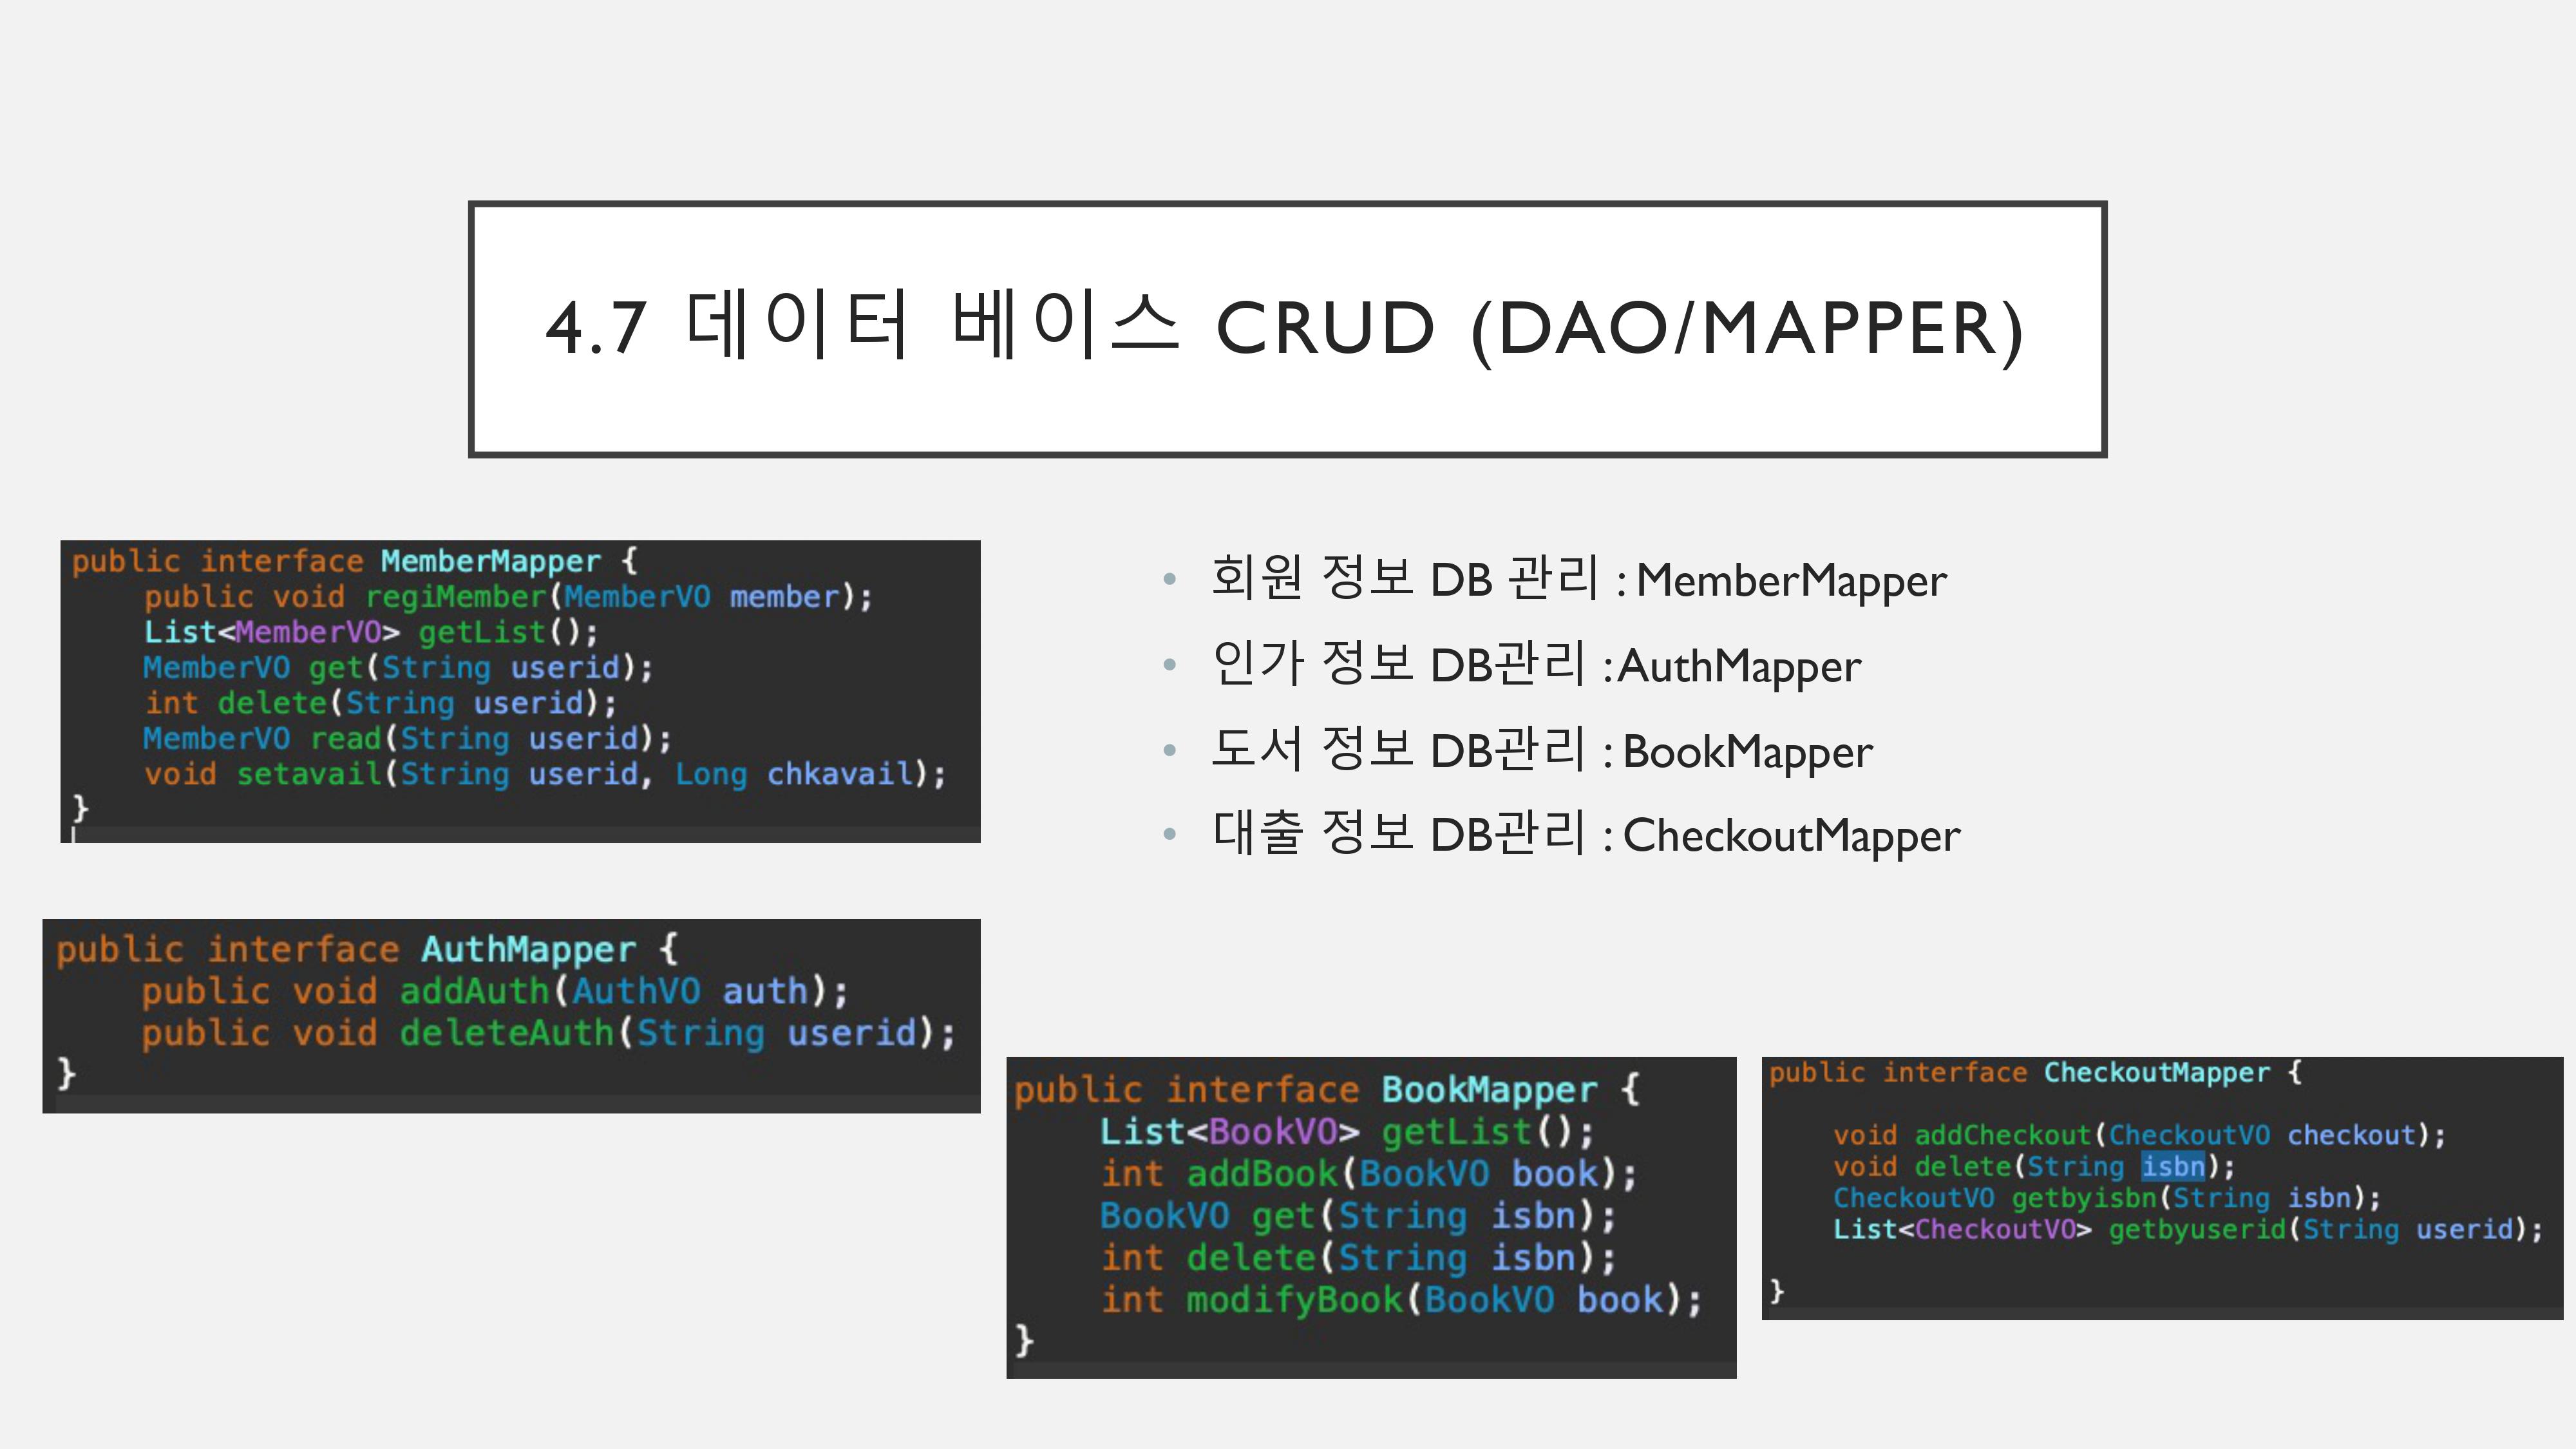 4.7 데이터 베이스 CRUD (DAO/MAPPER)
public interface MemberMapper {
public void regiMember(MemberVO member);
List<MemberVO> getList();
MemberVO get(String userid);
int delete(String userid);
MemberVO read(String userid);
void setavail(String userid, Long chkavail);
}
• 회원 정보 DB 관리 : MemberMapper
• 인가 정보 DB관리 : AuthMapper
• 도서 정보 DB관리 : BookMapper
• 대출 정보 DB관리 : CheckoutMapper
public interface AuthMapper {
public void addAuth(AuthVO auth);
public void deleteAuth(String userid);
}
public interface BookMapper {
List<BookVO> getList();
int addBook(BookVO book);
BookVO get(String isbn);
int delete(String isbn);
int modifyBook(BookVO book);
}
public interface CheckoutMapper {
void addCheckout(CheckoutVO checkout);
void delete(String isbn);
CheckoutVO getbyisbn(String isbn);
List<CheckoutVO> getbyuserid(String userid);
}